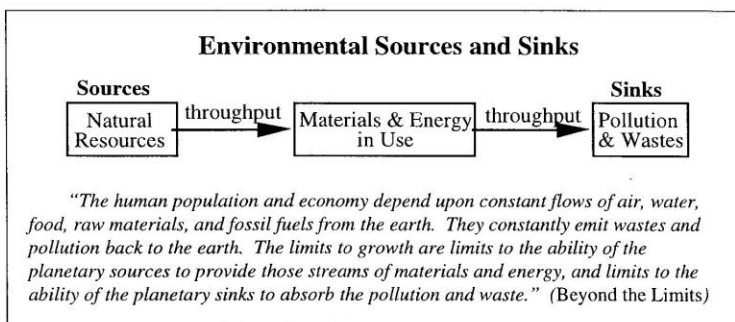 Environmental Sources and Sinks
Sources
Sinks
Natural
Resources
throughput
Materials & Energy
in Use
throughput
Pollution
& Wastes
“The human population and economy depend upon constant flows of air, water,
food, raw materials, and fossil fuels from the earth. They constantly emit wastes and
pollution back to the earth. The limits to growth are limits to the ability of the
planetary sources to provide those streams of materials and energy, and limits to the
ability of the planetary sinks to absorb the pollution and waste.” (Beyond the Limits)